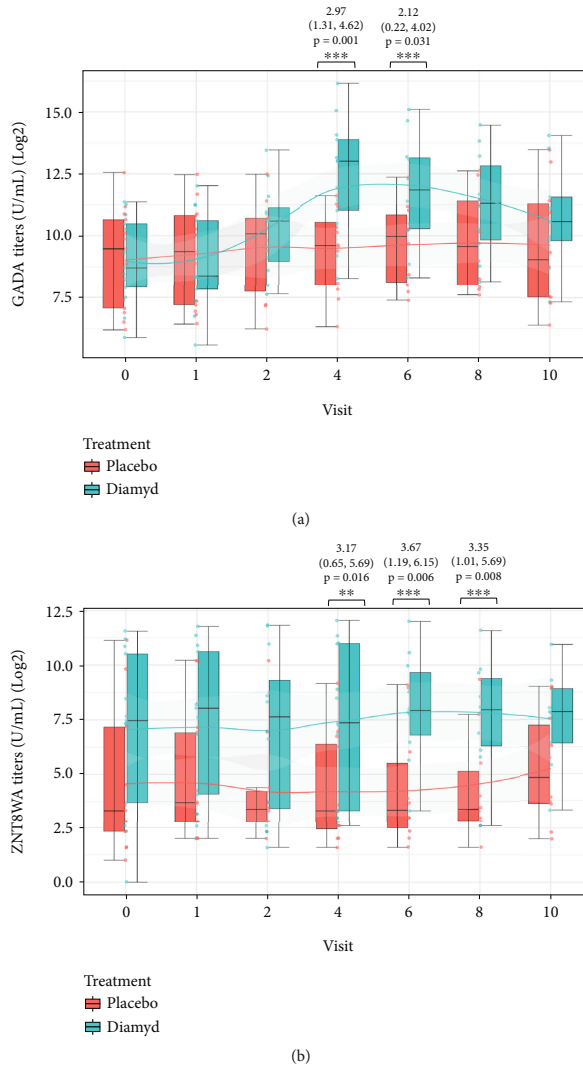 2.97 2.12
(1.31, 4.62) (0.22, 4.02)
p = 0.001 p = 0.031
*** ***
GADA titers (U/mL) (Log2)
15.0
12.5
10.0
7.5
0 1 2 4 6 8 10
Visit
Treatment
Placebo
Diamyd
(a)
3.17 3.67 3.35
(0.65, 5.69) (1.19, 6.15) (1.01, 5.69)
p = 0.016 p = 0.006 p = 0.008
** *** ***
ZNT8WA titers (U/mL) (Log2)
12.5
10.0
7.5
5.0
2.5
0.0
0 1 2 4 6 8 10
Visit
Treatment
Placebo
Diamyd
(b)